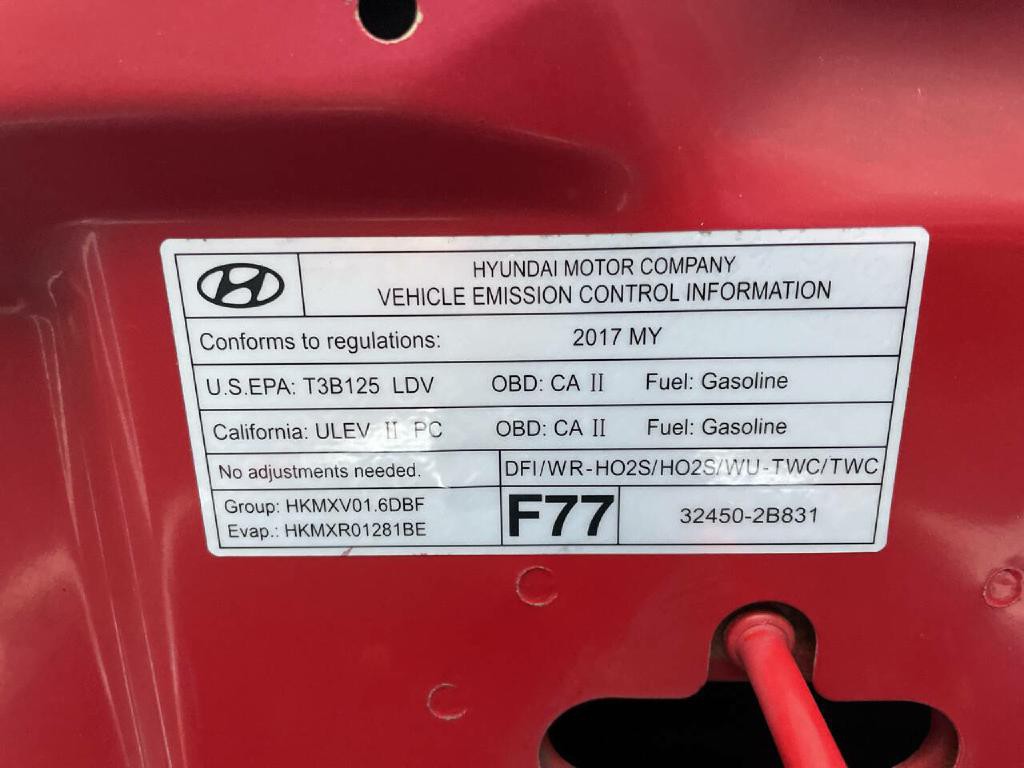 HYUNDAI MOTOR COMPANY
VEHICLE EMISSION CONTROL INFORMATION
Conforms to regulations: 2017 MY
U.S.EPA: T3B125 LDV OBD: CA II Fuel: Gasoline
California: ULEV II PC OBD: CA II Fuel: Gasoline
No adjustments needed. DFI/WR-HO2S/HO2S/WU-TWC/TWC
Group: HKMXV01.6DBF
Evap.: HKMXR01281BE
F77 32450-2B831